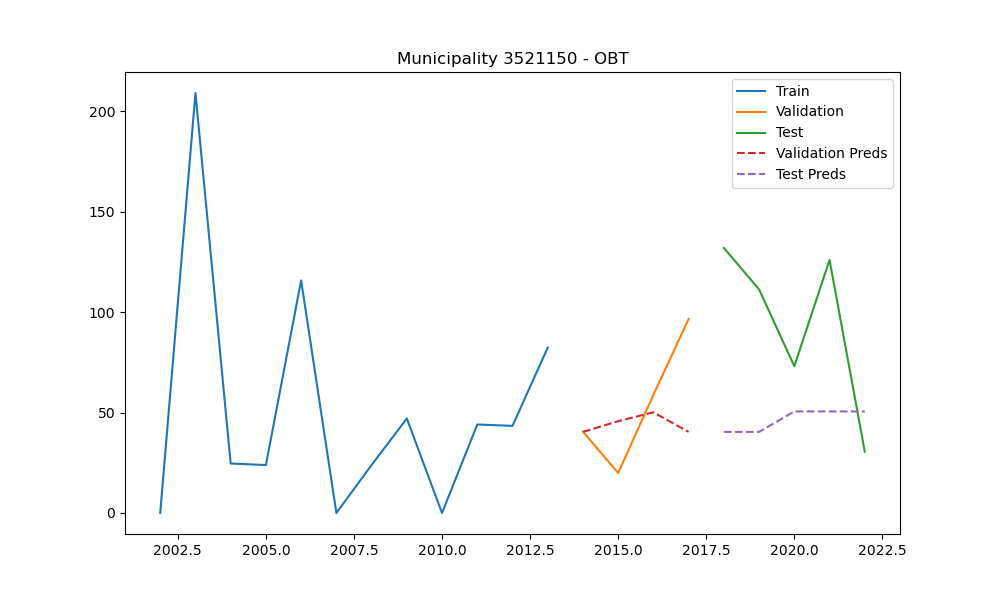 Municipality 3521150 - OBT
200
150
100
50
0
2002.5 2005.0 2007.5 2010.0 2012.5 2015.0 2017.5 2020.0 2022.5
Train
Validation
Test
Validation Preds
Test Preds